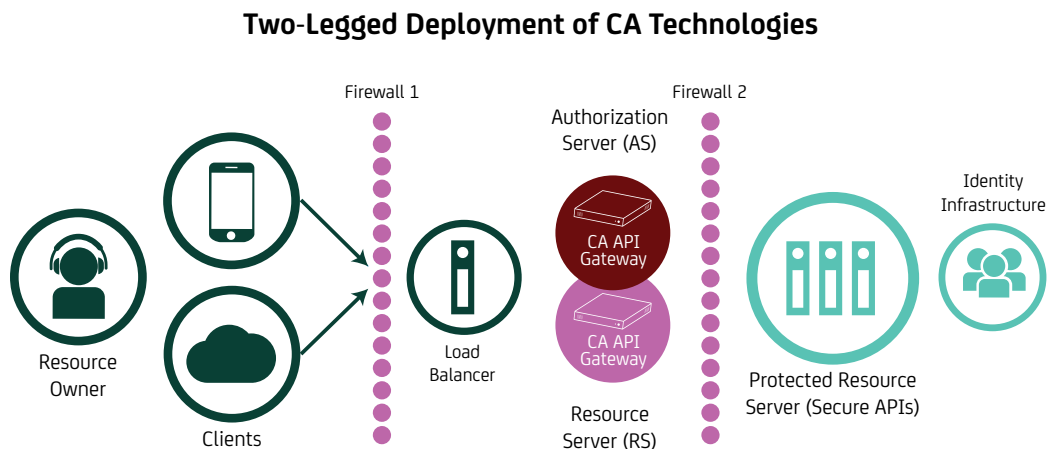 Two-Legged Deployment of CA Technologies
Firewall 1
Firewall 2
Authorization
Server (AS)
Identity
Infrastructure
CA API
Gateway
CA API
Gateway
Resource
Owner
Clients
Load
Balancer
Resource
Server (RS)
Protected Resource
Server (Secure APIs)